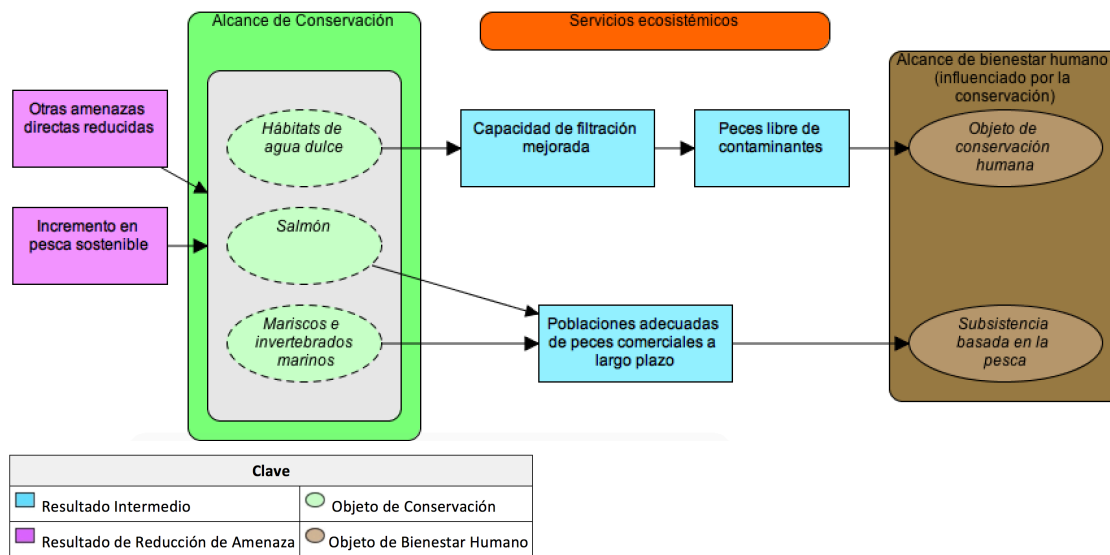 Alcance de Conservación
Servicios ecosistémicos
Alcance de bienestar humano
(influenciado por la
conservación)
Otras amenazas
directas reducidas
Incremento en
pesca sostenible
Hábitats de
agua dulce
Salmón
Mariscos e
invertebrados
marinos
Capacidad de filtración
mejorada
Peces libre de
contaminantes
Poblaciones adecuadas
de peces comerciales a
largo plazo
Objeto de
conservación
humana
Subsistencia
basada en la
pesca
Clave
Resultado Intermedio
Objeto de Conservación
Resultado de Reducción de Amenaza
Objeto de Bienestar Humano